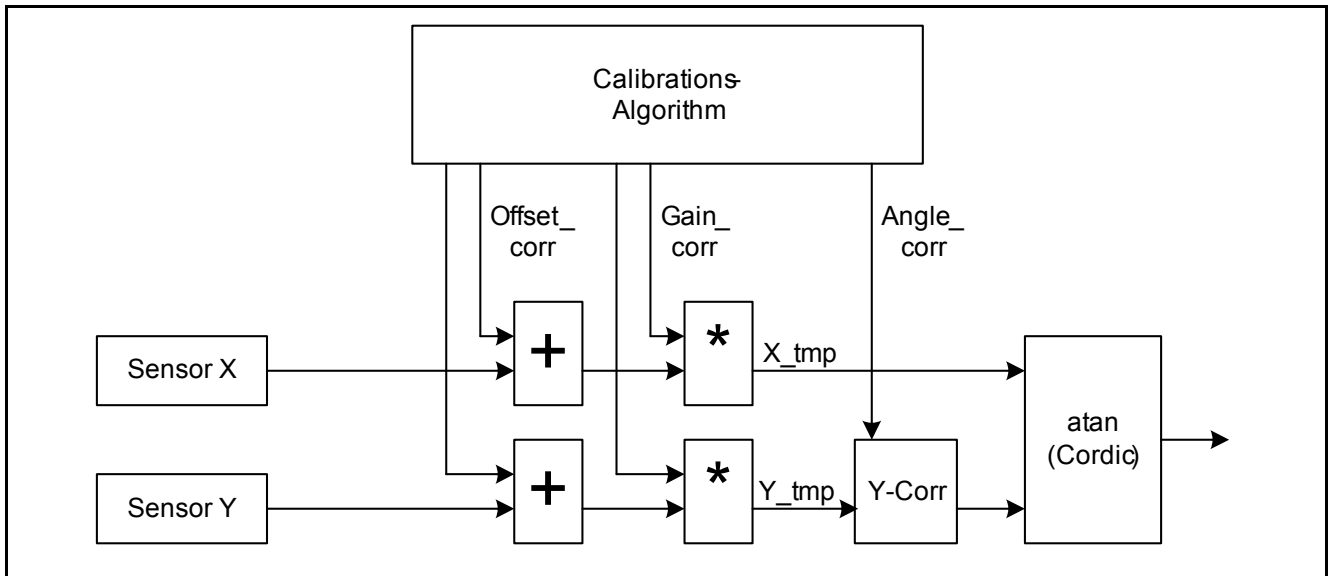 Calibrations-
Algorithm
Offset_
corr
Gain_
corr
Angle_
corr
+
*
X_tmp
Sensor X
atan
(Cordic)
+
*
Y_tmp
Y-Corr
Sensor Y